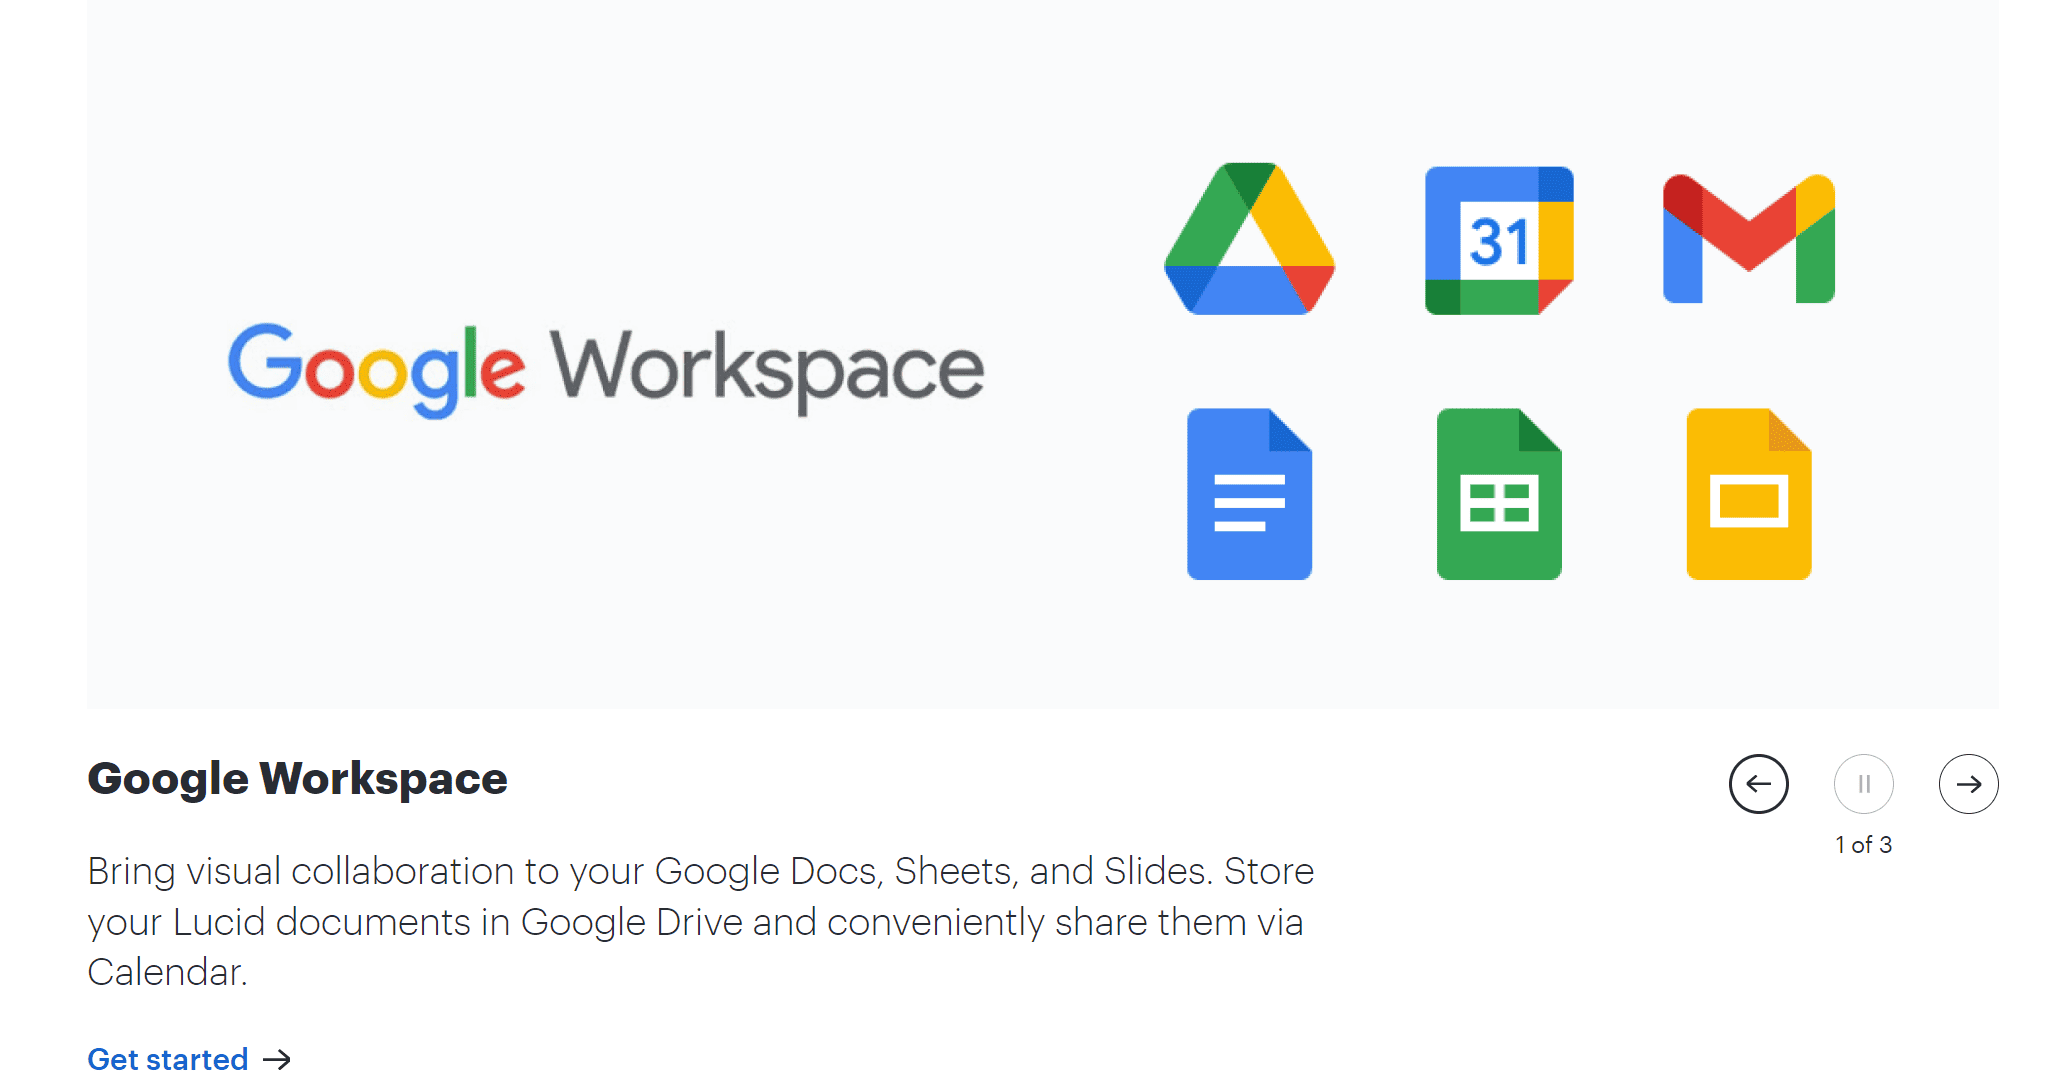 Google Workspace
31
Google Workspace
1 of 3
Bring visual collaboration to your Google Docs, Sheets, and Slides. Store
your Lucid documents in Google Drive and conveniently share them via
Calendar.
Get started →